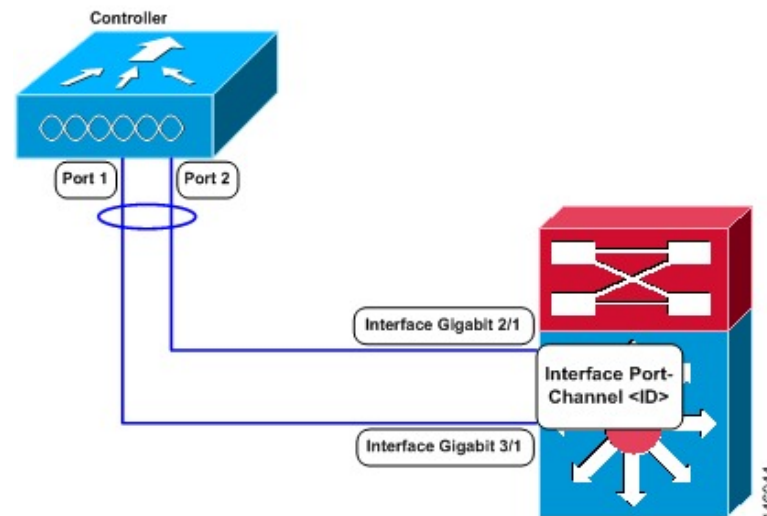 Controller
Port 1
Port 2
Interface Gigabit 2/1
Interface Port-
Channel <ID>
Interface Gigabit 3/1